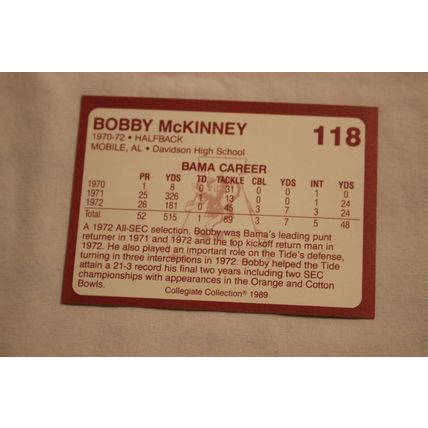 BOBBY McKINNEY 118
1970-72 • HALFBACK
MOBILE, AL • Davidson High School
BAMA CAREER
PR YDS TD TACKLE CBL YDS INT YDS
1970 1 8 0 31 0 0 1 0
1971 25 326 1 13 0 0 1 24
1972 26 181 0 45 3 7 3 24
Total 52 515 1 89 3 7 5 48
A 1972 All-SEC selection, Bobby was Bama's leading punt
returner in 1971 and 1972 and the top kickoff return man in
1972. He also played an important role on the Tide's defense,
turning in three interceptions in 1972. Bobby helped the Tide
attain a 21-3 record his final two years including two SEC
championships with appearances in the Orange and Cotton
Bowls.
Collegiate Collection® 1989